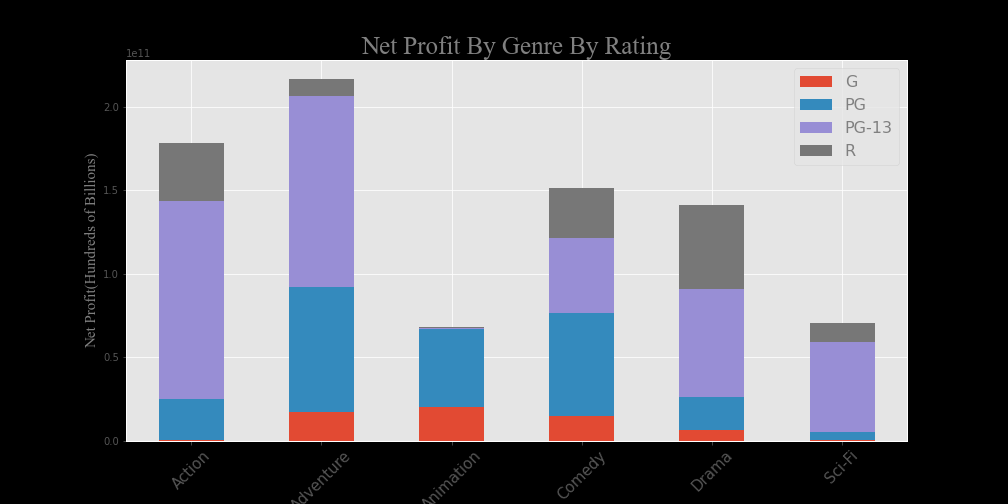 Net Profit By Genre By Rating
1e11
G
PG
PG-13
R
2.0
1.5
1.0
0.5
0.0
Net Profit(Hundreds of Billions)
Action
Adventure
Animation
Comedy
Drama
Sci-Fi